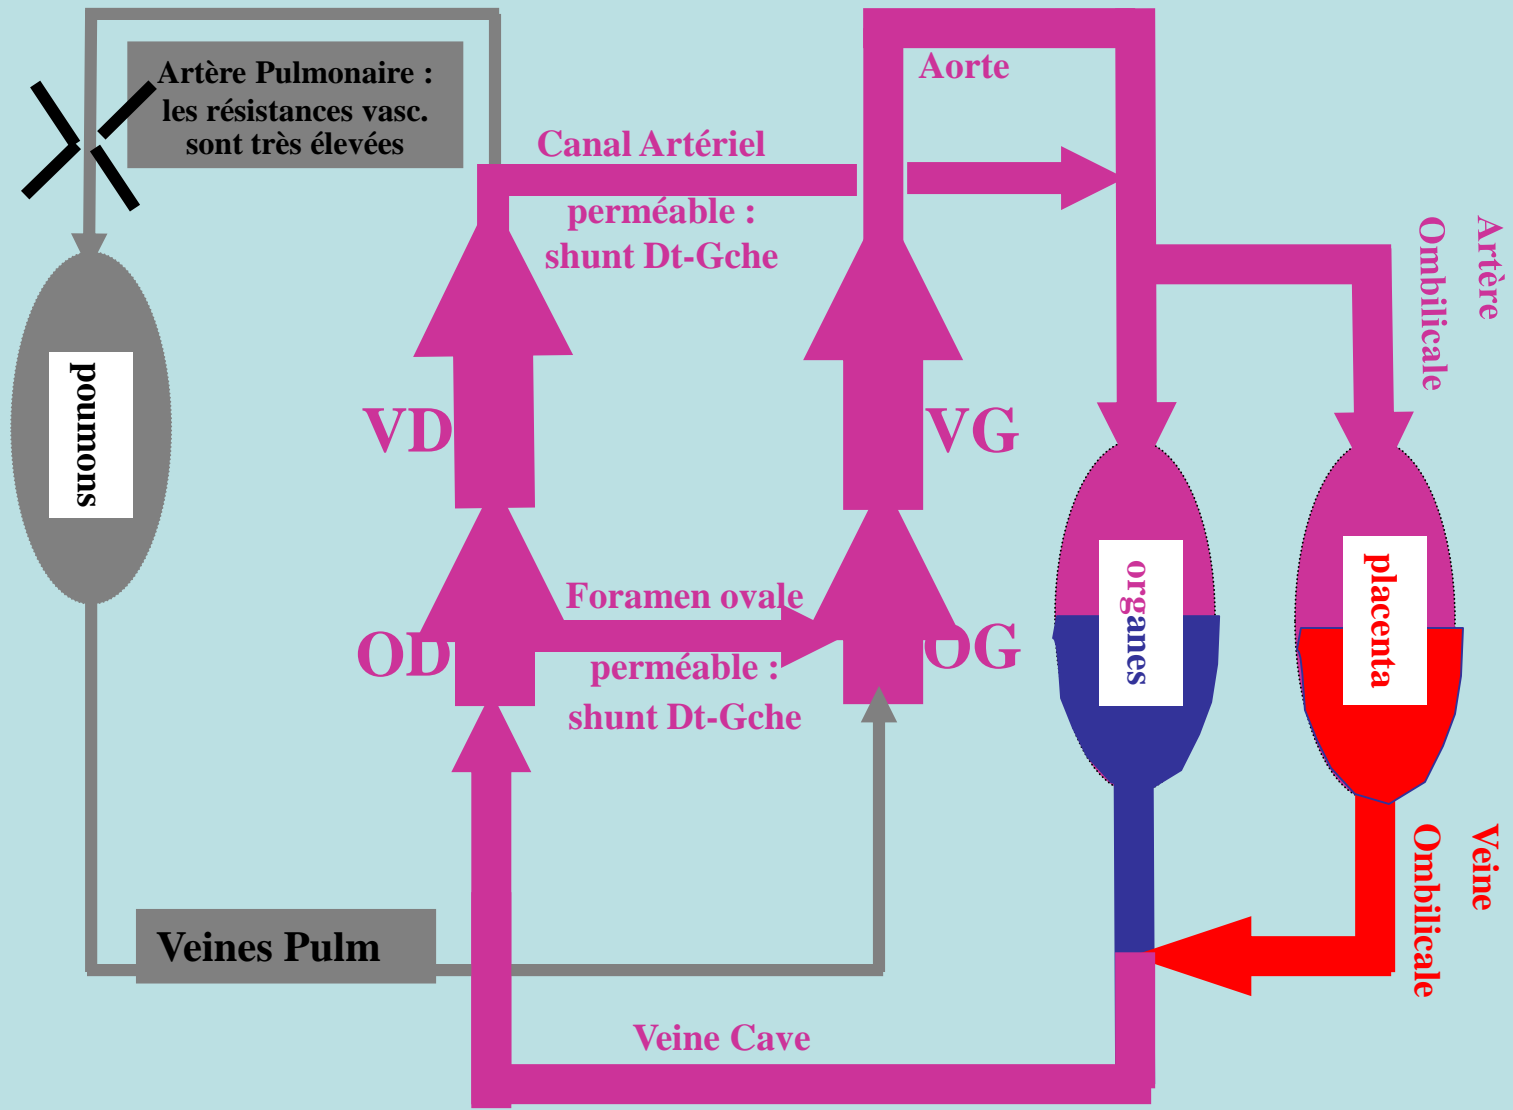 Artère Pulmonaire :
les résistances vasc.
sont très élevées
Aorte
Canal Artériel
perméable :
shunt Dt-Gche
Artère
Ombilicale
poumons
VD
VG
organes
placenta
Foramen ovale
OD
OG
perméable :
shunt Dt-Gche
Veine
Ombilicale
Veines Pulm
Veine Cave